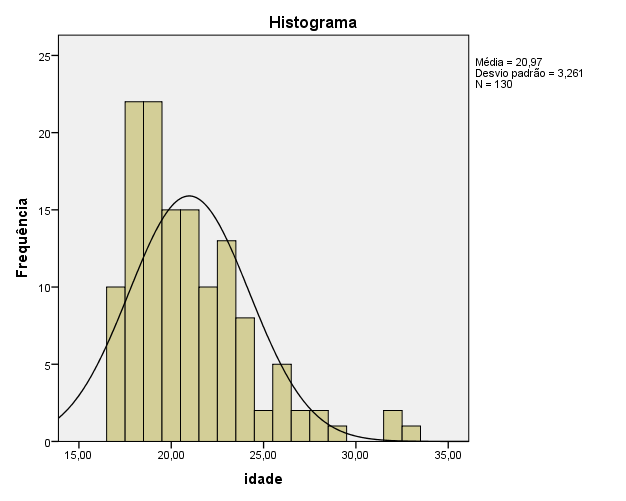 Histograma
Média = 20,97
Desvio padrão = 3,261
N = 130
Frequência
25
20
15
10
5
0
15,00 20,00 25,00 30,00 35,00
idade